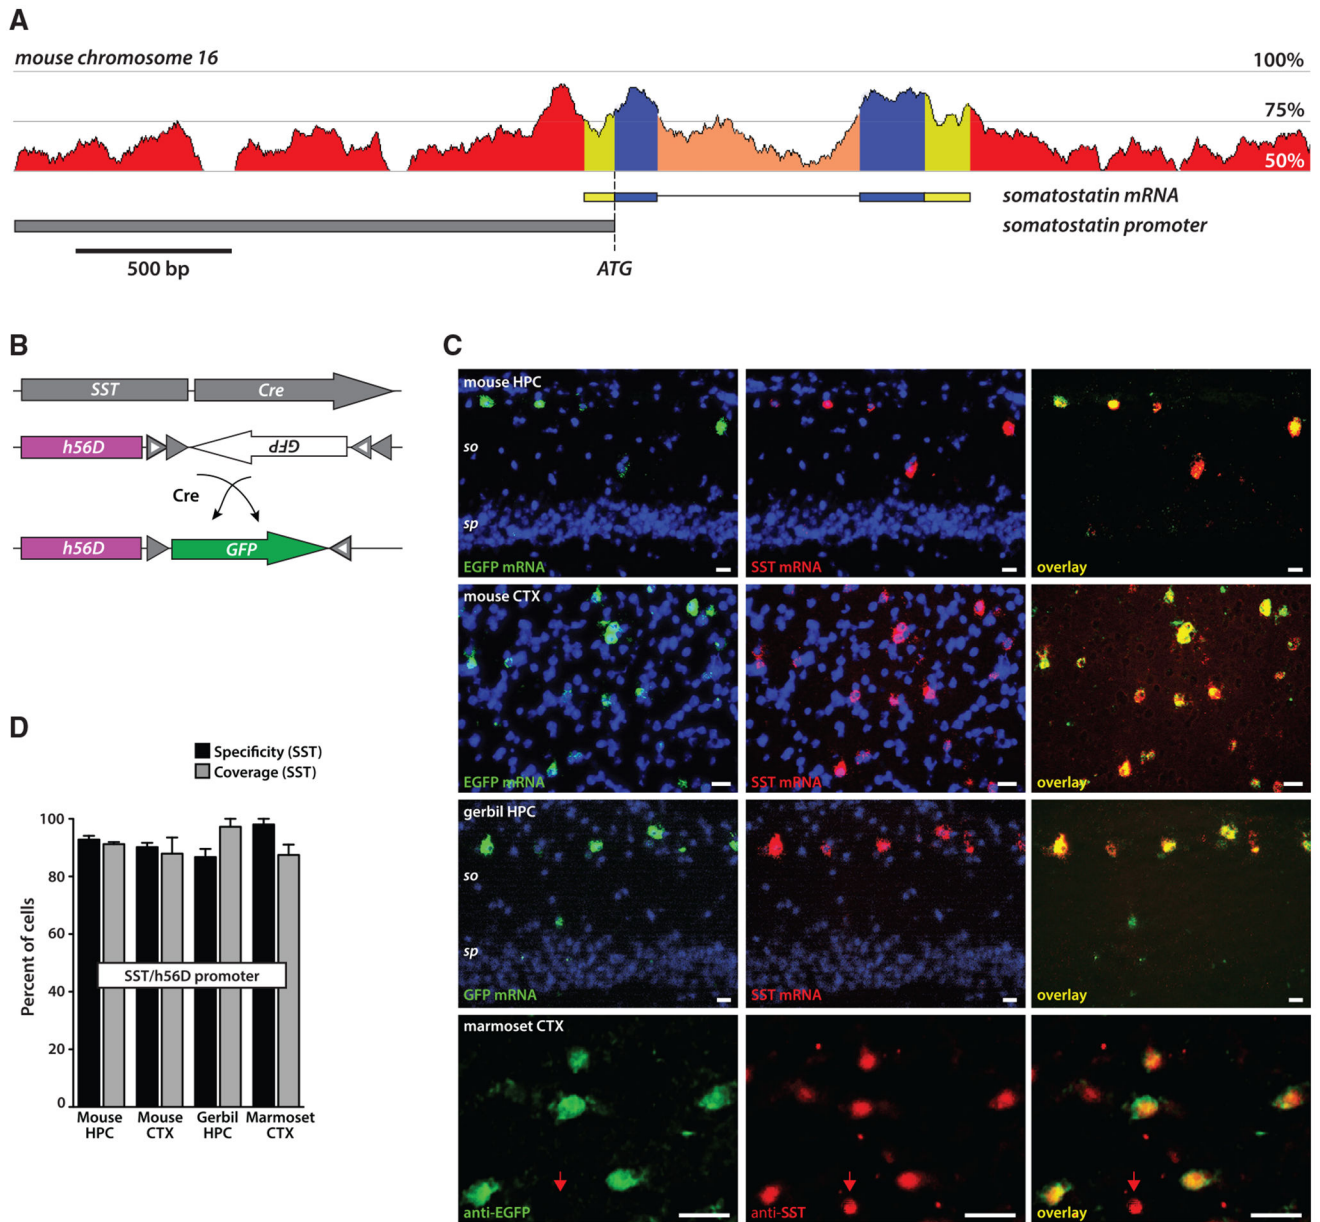 A
mouse chromosome 16
100%
75%
50%
somatostatin mRNA
somatostatin promoter
500 bp
ATG
B
SST
Cre
h56D
GFP
Cre
h56D
GFP
C
mouse HPC
so
sp
EGFP mRNA
SST mRNA
overlay
mouse CTX
EGFP mRNA
SST mRNA
overlay
gerbil HPC
so
sp
GFP mRNA
SST mRNA
overlay
marmoset CTX
anti-EGFP
anti-SST
overlay
D
Specificity (SST)
Coverage (SST)
Percent of cells
100
80
60
40
20
0
SST/h56D promoter
Mouse HPC
Mouse CTX
Gerbil HPC
Marmoset CTX